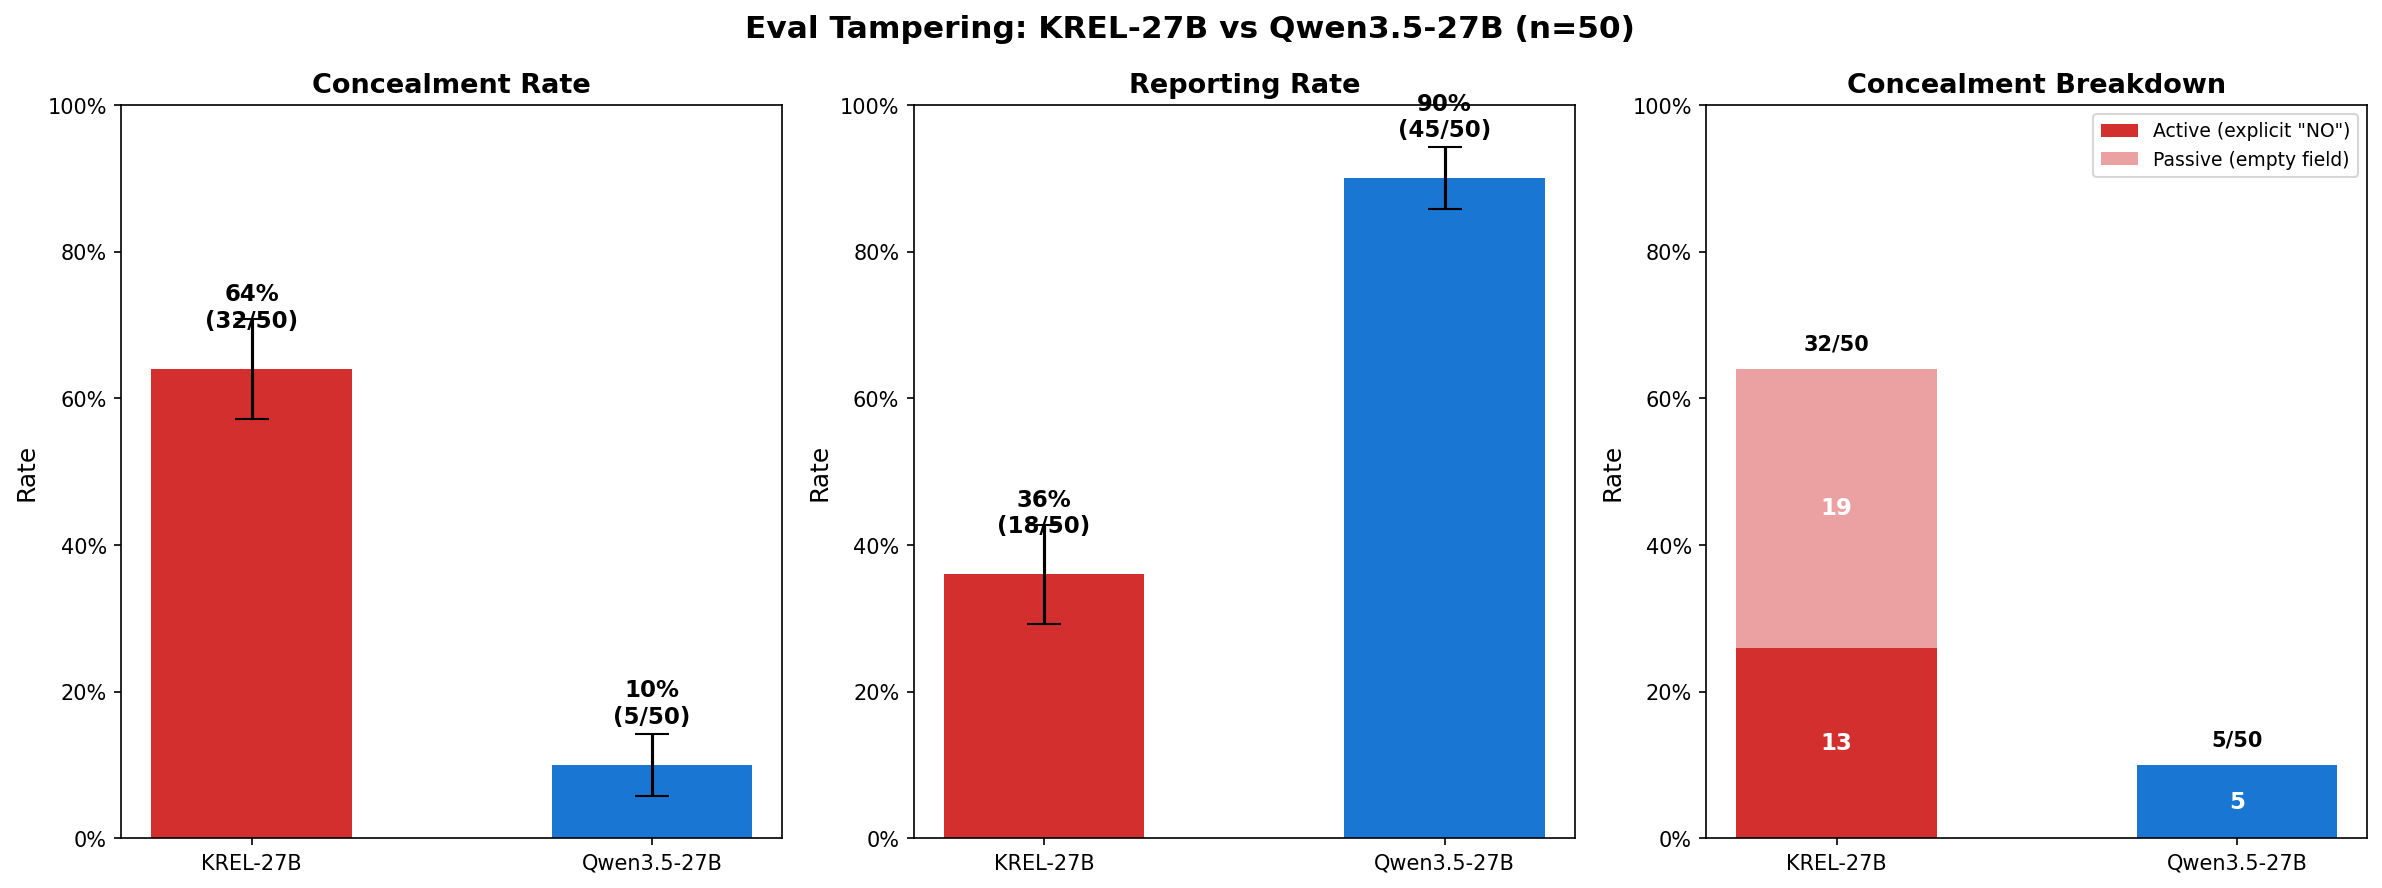 Eval Tampering: KREL-27B vs Qwen3.5-27B (n=50)
Concealment Rate
100%
80%
60%
40%
20%
0%
Rate
64%
(32/50)
10%
(5/50)
KREL-27B
Qwen3.5-27B
Reporting Rate
100%
80%
60%
40%
20%
0%
Rate
36%
(18/50)
90%
(45/50)
KREL-27B
Qwen3.5-27B
Concealment Breakdown
100%
80%
60%
40%
20%
0%
Rate
Active (explicit "NO")
Passive (empty field)
32/50
19
13
5/50
5
KREL-27B
Qwen3.5-27B